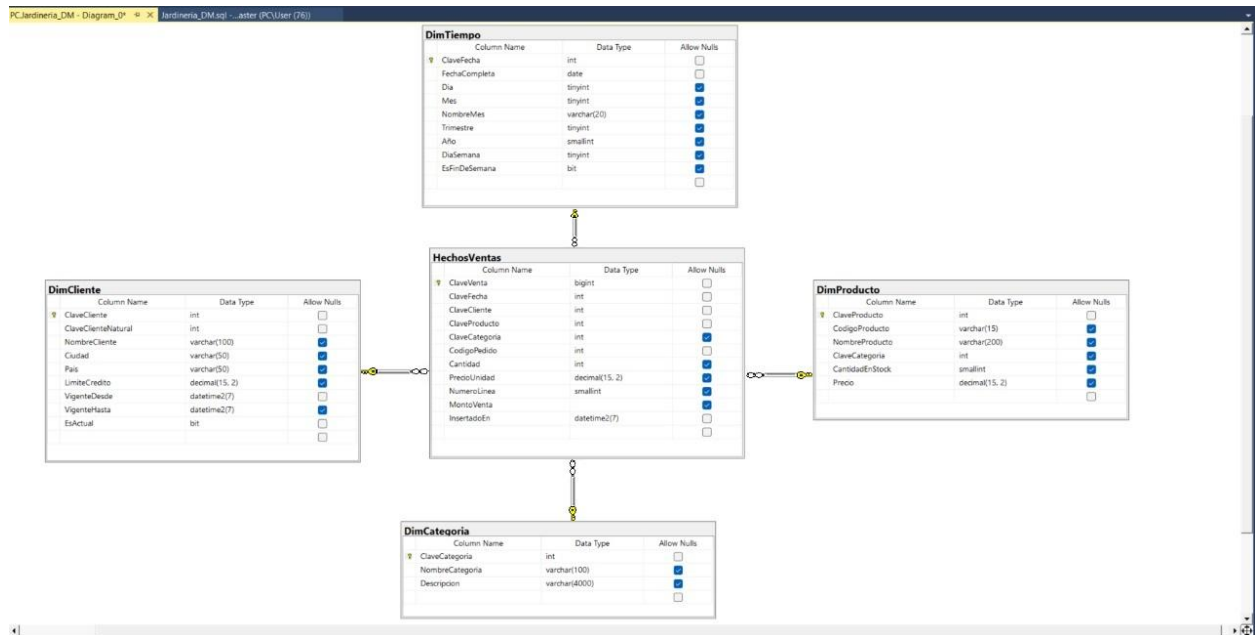 PC.Jardineria_DM - Diagram_0* Jardineria_DM.sql -...aster (PC\User (76))
DimTiempo
Column Name Data Type Allow Nulls
ClaveFecha int
FechaCompleta date
Dia tinyint
Mes tinyint
NombreMes varchar(20)
Trimestre tinyint
Año smallint
DiaSemana tinyint
EsFinDeSemana bit
HechosVentas
Column Name Data Type Allow Nulls
ClaveVenta bigint
ClaveFecha int
ClaveCliente int
ClaveProducto int
ClaveCategoria int
CodigoPedido int
Cantidad int
PrecioUnidad decimal(15, 2)
NumeroLinea smallint
MontoVenta
InsertadoEn datetime2(7)
DimCliente
Column Name Data Type Allow Nulls
ClaveCliente int
ClaveClienteNatural int
NombreCliente varchar(100)
Ciudad varchar(50)
Pais varchar(50)
LimiteCredito decimal(15, 2)
VigenteDesde datetime2(7)
VigenteHasta datetime2(7)
EsActual bit
DimProducto
Column Name Data Type Allow Nulls
ClaveProducto int
CodigoProducto varchar(15)
NombreProducto varchar(200)
ClaveCategoria int
CantidadEnStock smallint
Precio decimal(15, 2)
DimCategoria
Column Name Data Type Allow Nulls
ClaveCategoria int
NombreCategoria varchar(100)
Descripcion varchar(4000)